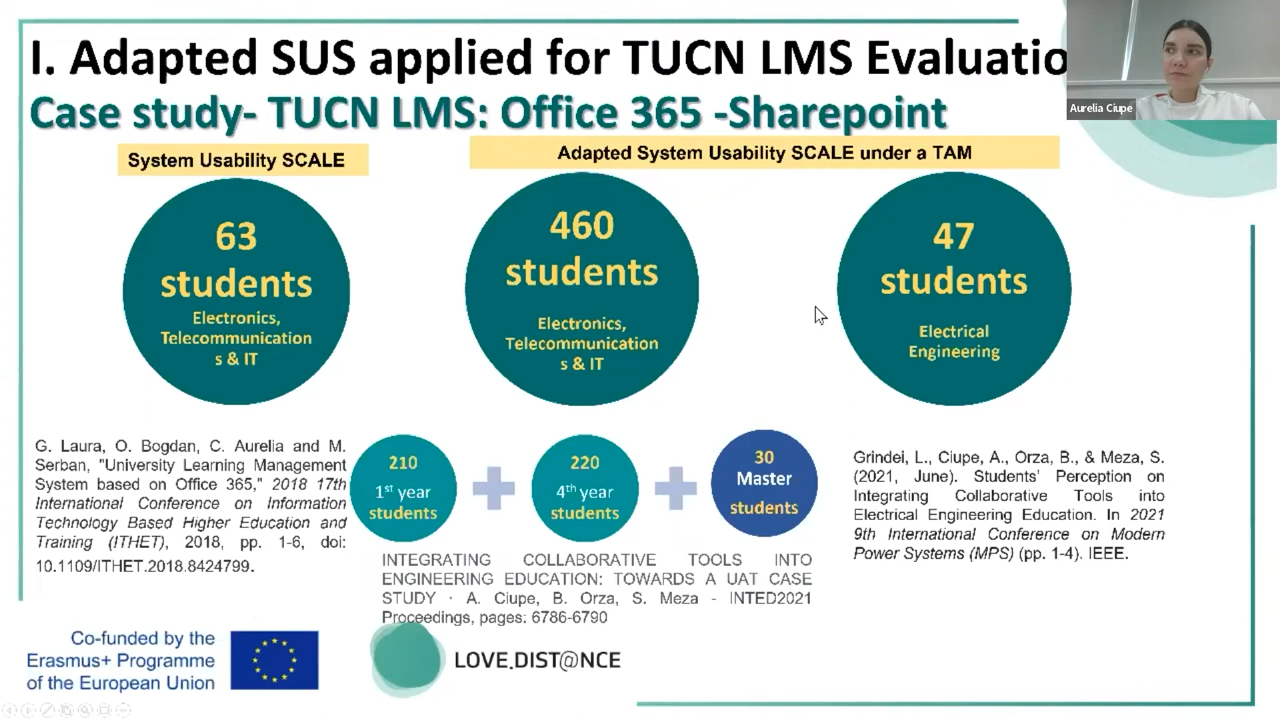 I. Adapted SUS applied for TUCN LMS Evaluatio
Case study- TUCN LMS: Office 365 -Sharepoint
Aurelia Ciupe
System Usability SCALE
Adapted System Usability SCALE under a TAM
63
students
Electronics,
Telecommunication
s & IT
460
students
Electronics,
Telecommunication
s & IT
47
students
Electrical
Engineering
G. Laura, O. Bogdan, C. Aurelia and M.
Serban, "University Learning Management
System based on Office 365," 2018 17th
International Conference on Information
Technology Based Higher Education and
Training (ITHET), 2018, pp. 1-6, doi:
10.1109/ITHET.2018.8424799.
210
1st year
students
220
4th year
students
30
Master
students
INTEGRATING COLLABORATIVE TOOLS INTO
ENGINEERING EDUCATION: TOWARDS A UAT CASE
STUDY · A. Ciupe, B. Orza, S. Meza - INTED2021
Proceedings, pages: 6786-6790
Grindei, L., Ciupe, A., Orza, B., & Meza, S.
(2021, June). Students' Perception on
Integrating Collaborative Tools into
Electrical Engineering Education. In 2021
9th International Conference on Modern
Power Systems (MPS) (pp. 1-4). IEEE.
Co-funded by the
Erasmus+ Programme
of the European Union
LOVE.DIST@NCE